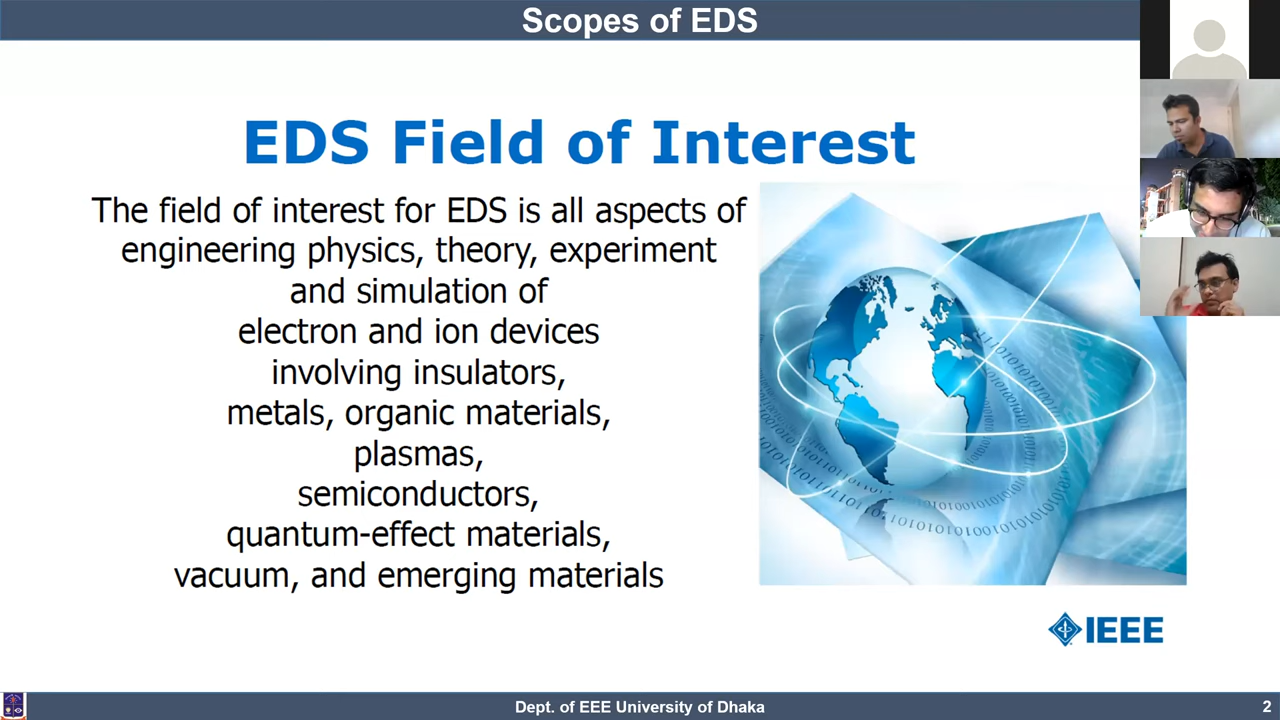 Scopes of EDS
EDS Field of Interest
The field of interest for EDS is all aspects of
engineering physics, theory, experiment
and simulation of
electron and ion devices
involving insulators,
metals, organic materials,
plasmas,
semiconductors,
quantum-effect materials,
vacuum, and emerging materials
IEEE
Dept. of EEE University of Dhaka
2